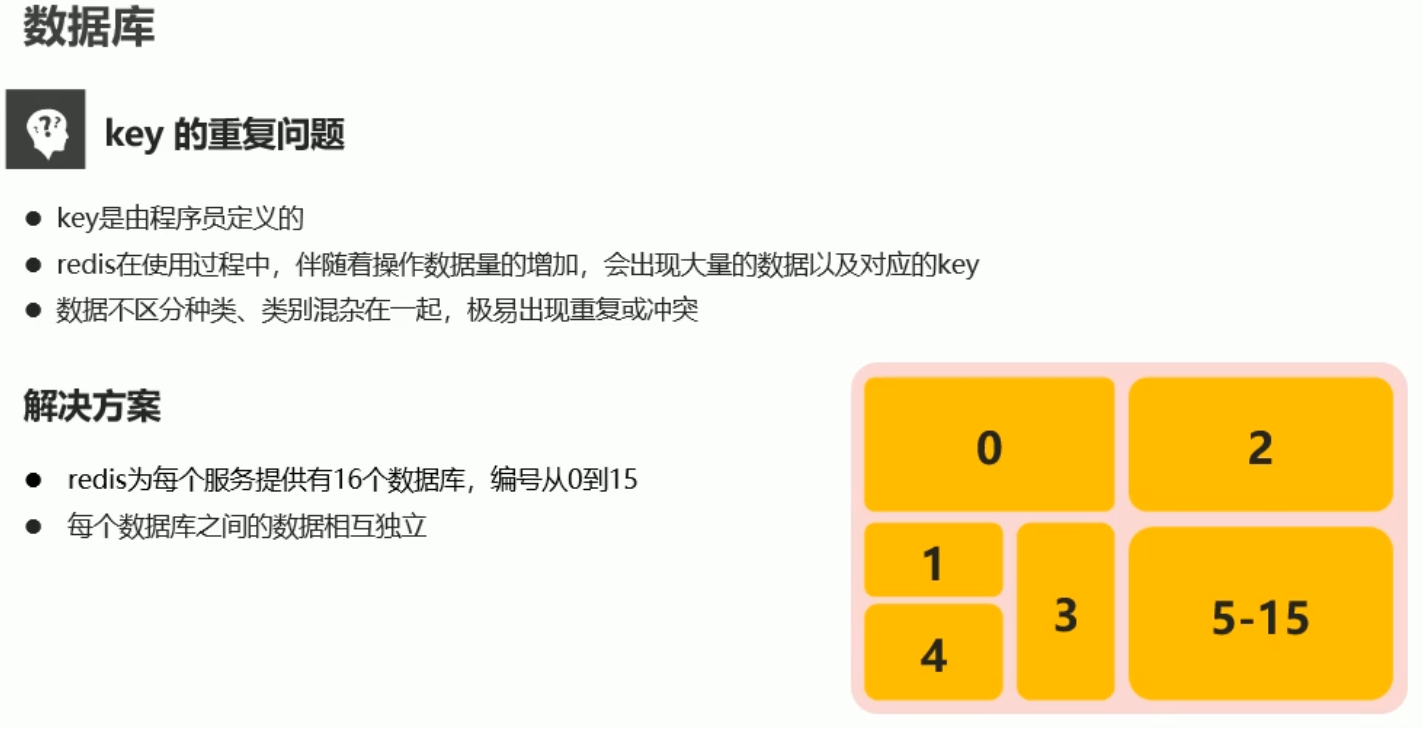 数据库
key 的重复问题
● key是由程序员定义的
● redis在使用过程中，伴随着操作数据量的增加，会出现大量的数据以及对应的key
● 数据不区分种类、类别混杂在一起，极易出现重复或冲突
解决方案
● redis为每个服务提供有16个数据库，编号从0到15
● 每个数据库之间的数据相互独立
0
2
1
3
4
5-15